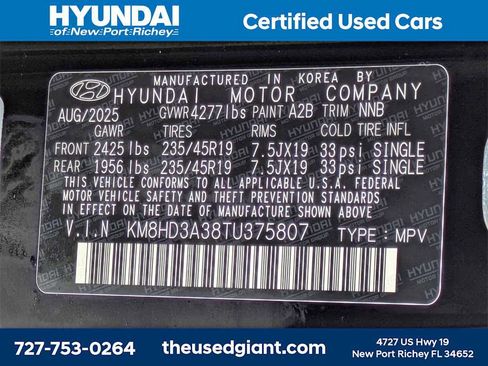 HYUNDAI
of New Port Richey
Certified Used Cars
MANUFACTURED IN KOREA BY
HYUNDAI MOTOR COMPANY
AUG/2025 GVWR 4277lbs PAINT A2B TRIM NNB
GAWR TIRES RIMS COLD TIRE INFL
FRONT 2425lbs 235/45R19 7.5JX19 33psi SINGLE
REAR 1956lbs 235/45R19 7.5JX19 33psi SINGLE
THIS VEHICLE CONFORMS TO ALL APPLICABLE U.S.A. FEDERAL
MOTOR VEHICLE SAFETY, BUMPER, AND THEFT PREVENTION STANDARDS
IN EFFECT ON THE DATE OF MANUFACTURE SHOWN ABOVE.
V.I.N KM8HD3A38TU375807 TYPE: MPV
727-753-0264
theusedgiant.com
4727 US Hwy 19
New Port Richey FL 34652